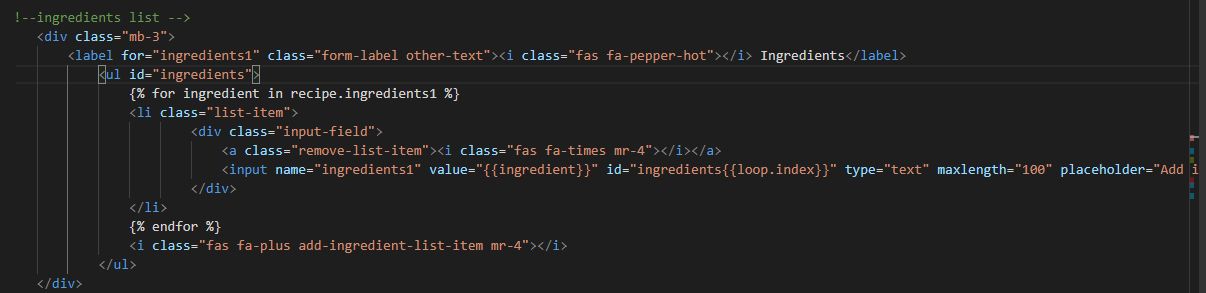 !--ingredients list -->
<div class="mb-3">
<label for="ingredients1" class="form-label other-text"><i class="fas fa-pepper-hot"></i> Ingredients</label>
<ul id="ingredients">
{% for ingredient in recipe.ingredients1 %}
<li class="list-item">
<div class="input-field">
<a class="remove-list-item"><i class="fas fa-times mr-4"></i></a>
<input name="ingredients1" value="{{ingredient}}" id="ingredients{{loop.index}}" type="text" maxlength="100" placeholder="Add i
</div>
</li>
{% endfor %}
<i class="fas fa-plus add-ingredient-list-item mr-4"></i>
</ul>
</div>